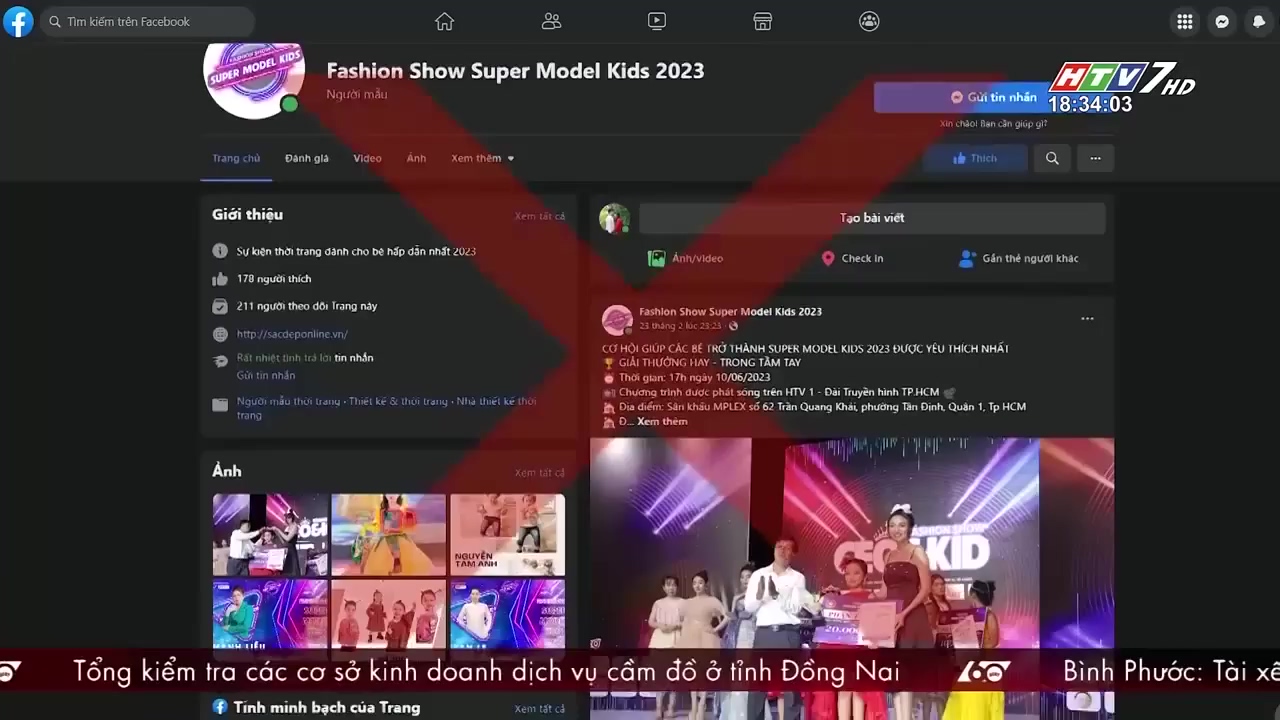 Tìm kiếm trên Facebook
SUPER MODEL KIDS
Fashion Show Super Model Kids 2023
Người mẫu
Gửi tin nhắn
HTV7 HD
18:34:03
Xin chào! Bạn cần giúp gì?
Trang chủ
Đánh giá
Video
Ảnh
Xem thêm
Thích
Giới thiệu
Xem tất cả
Sự kiện thời trang dành cho bé hấp dẫn nhất 2023
178 người thích
211 người theo dõi Trang này
http://sacdeponline.vn/
Rất nhiệt tình trả lời tin nhắn
Gửi tin nhắn
Người mẫu thời trang · Thiết kế & thời trang · Nhà thiết kế thời
trang
Ảnh
Xem tất cả
NGUYỄN
TÂM ANH
Tạo bài viết
Ảnh/video
Check in
Gắn thẻ người khác
Fashion Show Super Model Kids 2023
23 tháng 2 lúc 23:23
CƠ HỘI GIÚP CÁC BÉ TRỞ THÀNH SUPER MODEL KIDS 2023 ĐƯỢC YÊU THÍCH NHẤT
GIẢI THƯỞNG HAY - TRONG TẦM TAY
Thời gian: 17h ngày 10/06/2023
Chương trình được phát sóng trên HTV 1 - Đài Truyền hình TP.HCM
Địa điểm: Sân khấu MPLEX số 62 Trần Quang Khải, phường Tân Định, Quận 1, Tp HCM
Đ... Xem thêm
FASHION SHOW
CEO & KID
Tổng kiểm tra các cơ sở kinh doanh dịch vụ cầm đồ ở tỉnh Đồng Nai
60 giây
Bình Phước: Tài xế
Tính minh bạch của Trang
Xem tất cả